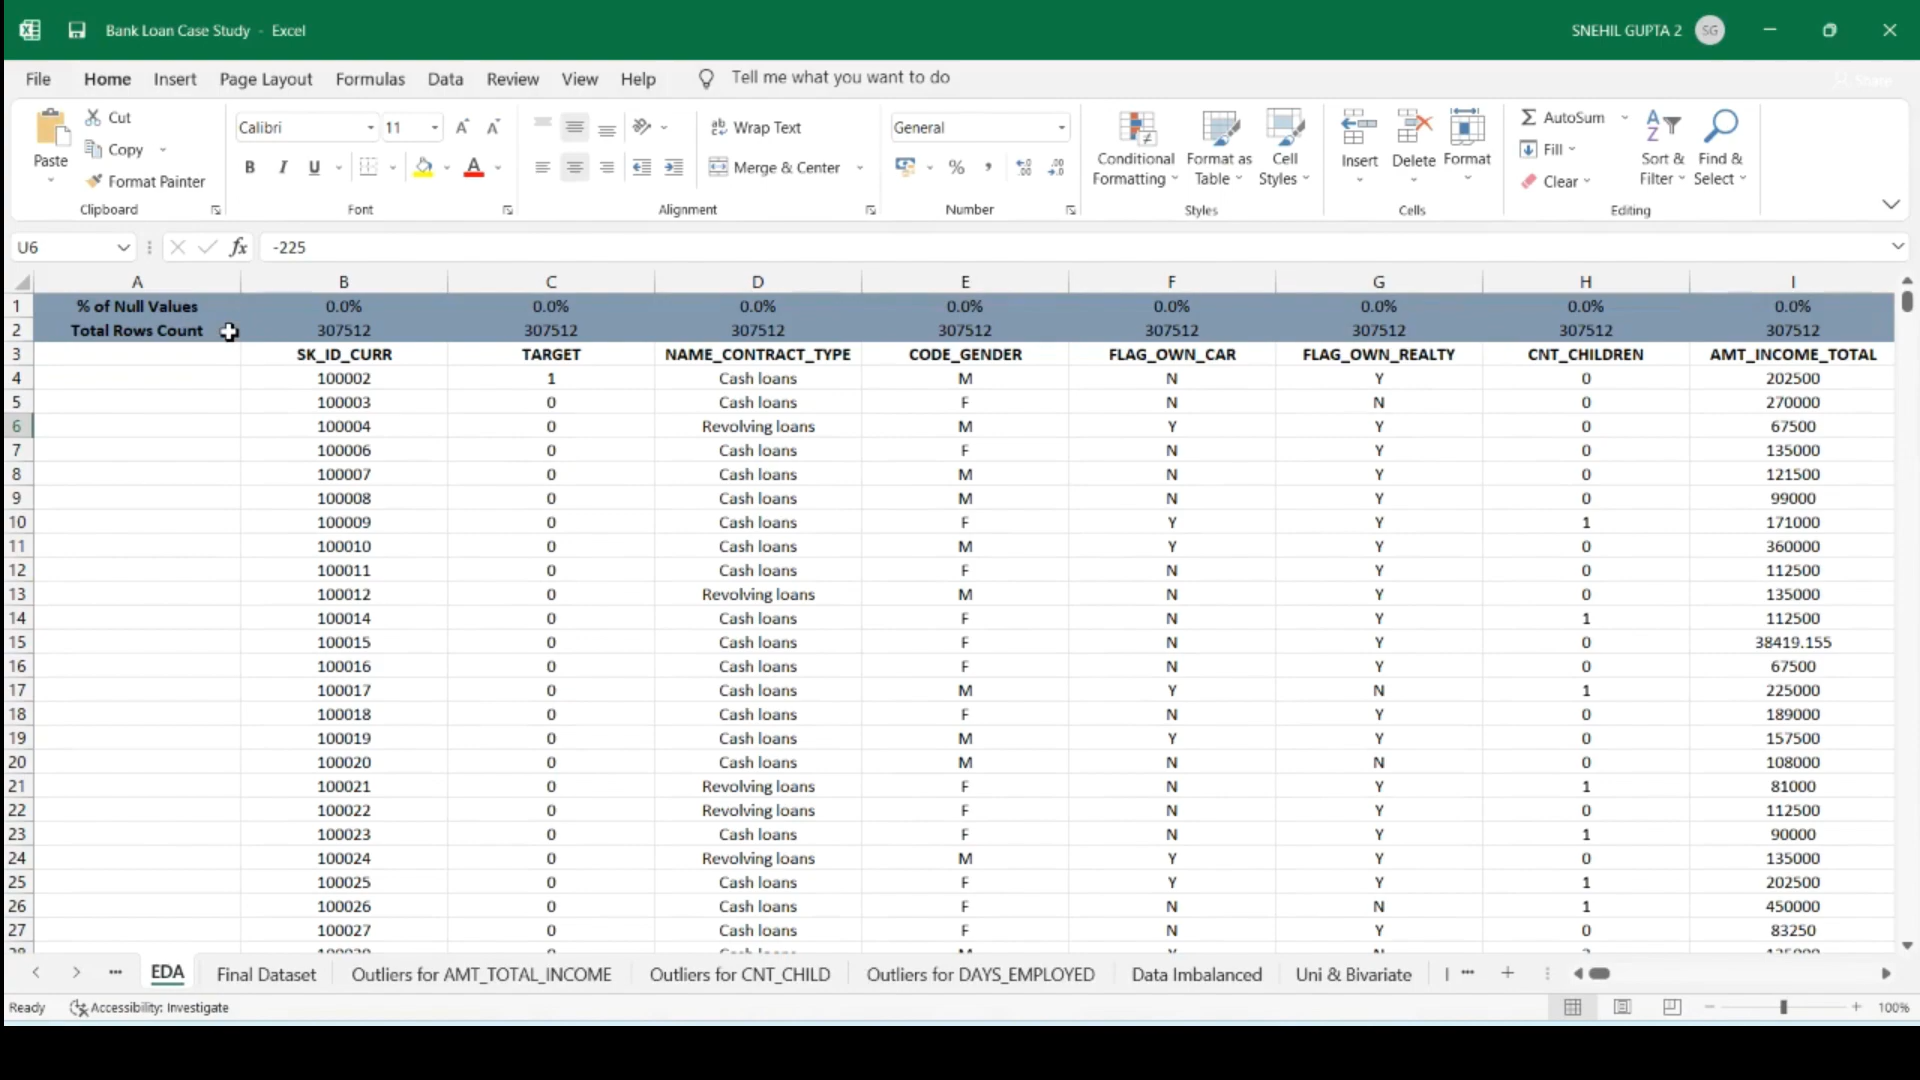 Bank Loan Case Study - Excel
SNEHIL GUPTA 2 SG
File Home Insert Page Layout Formulas Data Review View Help Tell me what you want to do
Share
Paste
Cut
Copy
Format Painter
Clipboard
Calibri 11
B I U
Font
Wrap Text
Merge & Center
Alignment
General
%
Number
Conditional Formatting
Format as Table
Cell Styles
Styles
Insert Delete Format
Cells
AutoSum
Fill
Clear
Sort & Filter
Find & Select
Editing
U6 fx -225
A B C D E F G H I
1 % of Null Values 0.0% 0.0% 0.0% 0.0% 0.0% 0.0% 0.0% 0.0%
2 Total Rows Count 307512 307512 307512 307512 307512 307512 307512 307512
3 SK_ID_CURR TARGET NAME_CONTRACT_TYPE CODE_GENDER FLAG_OWN_CAR FLAG_OWN_REALTY CNT_CHILDREN AMT_INCOME_TOTAL
4 100002 1 Cash loans M N Y 0 202500
5 100003 0 Cash loans F N N 0 270000
6 100004 0 Revolving loans M Y Y 0 67500
7 100006 0 Cash loans F N Y 0 135000
8 100007 0 Cash loans M N Y 0 121500
9 100008 0 Cash loans M N Y 0 99000
10 100009 0 Cash loans F Y Y 1 171000
11 100010 0 Cash loans M Y Y 0 360000
12 100011 0 Cash loans F N Y 0 112500
13 100012 0 Revolving loans M N Y 0 135000
14 100014 0 Cash loans F N Y 1 112500
15 100015 0 Cash loans F N Y 0 38419.155
16 100016 0 Cash loans F N Y 0 67500
17 100017 0 Cash loans M Y N 1 225000
18 100018 0 Cash loans F N Y 0 189000
19 100019 0 Cash loans M Y Y 0 157500
20 100020 0 Cash loans M N N 0 108000
21 100021 0 Revolving loans F N Y 1 81000
22 100022 0 Revolving loans F N Y 0 112500
23 100023 0 Cash loans F N Y 1 90000
24 100024 0 Revolving loans M Y Y 0 135000
25 100025 0 Cash loans F Y Y 1 202500
26 100026 0 Cash loans F N N 1 450000
27 100027 0 Cash loans F N Y 0 83250
EDA Final Dataset Outliers for AMT_TOTAL_INCOME Outliers for CNT_CHILD Outliers for DAYS_EMPLOYED Data Imbalanced Uni & Bivariate
Ready Accessibility: Investigate 100%